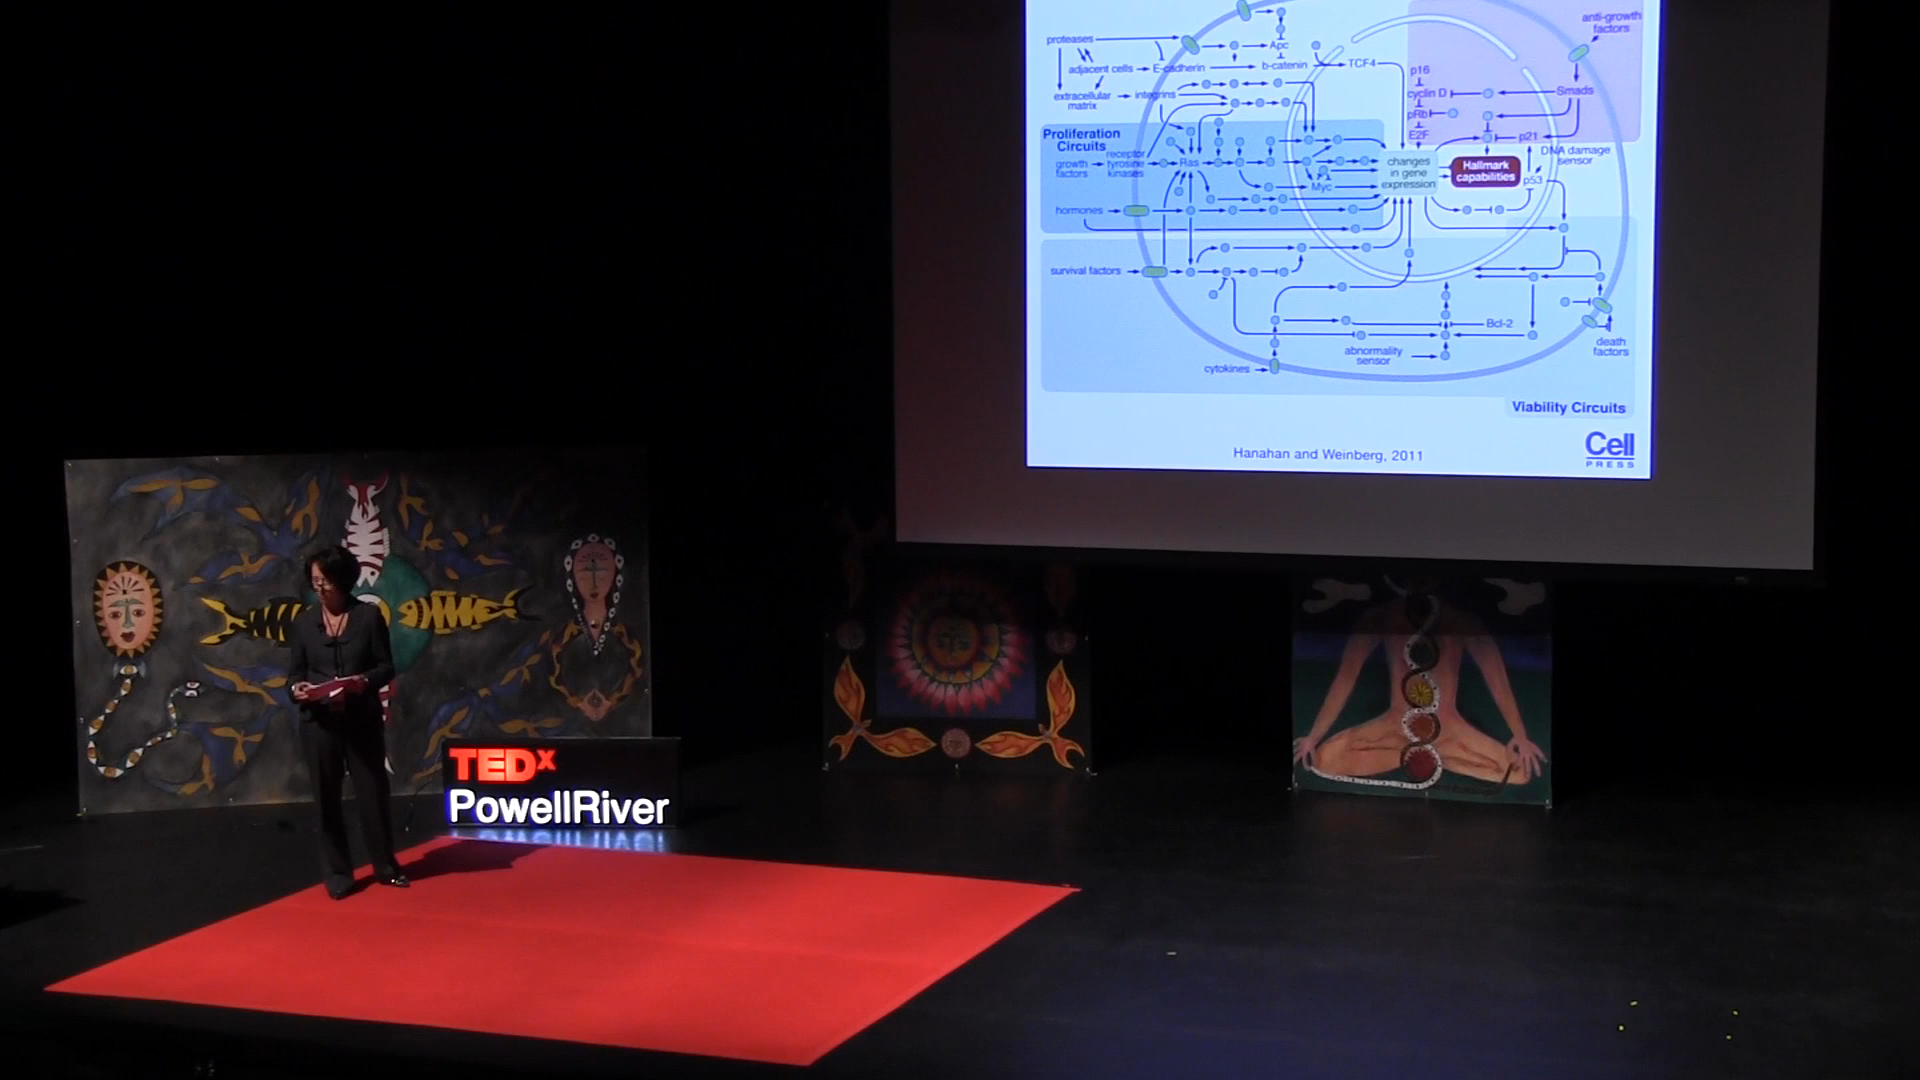 anti-growth
factors
proteases
Apc
adjacent cells
E-cadherin
b-catenin
TCF4
p16
extracellular
matrix
integrins
cyclin D
Smads
pRb
E2F
p21
Proliferation
Circuits
growth
factors
receptor
tyrosine
kinases
Ras
Myc
changes
in gene
expression
Hallmark
capabilities
DNA damage
sensor
p53
hormones
survival factors
Bcl-2
abnormality
sensor
death
factors
cytokines
Viability Circuits
Hanahan and Weinberg, 2011
Cell
PRESS
TEDx
PowellRiver